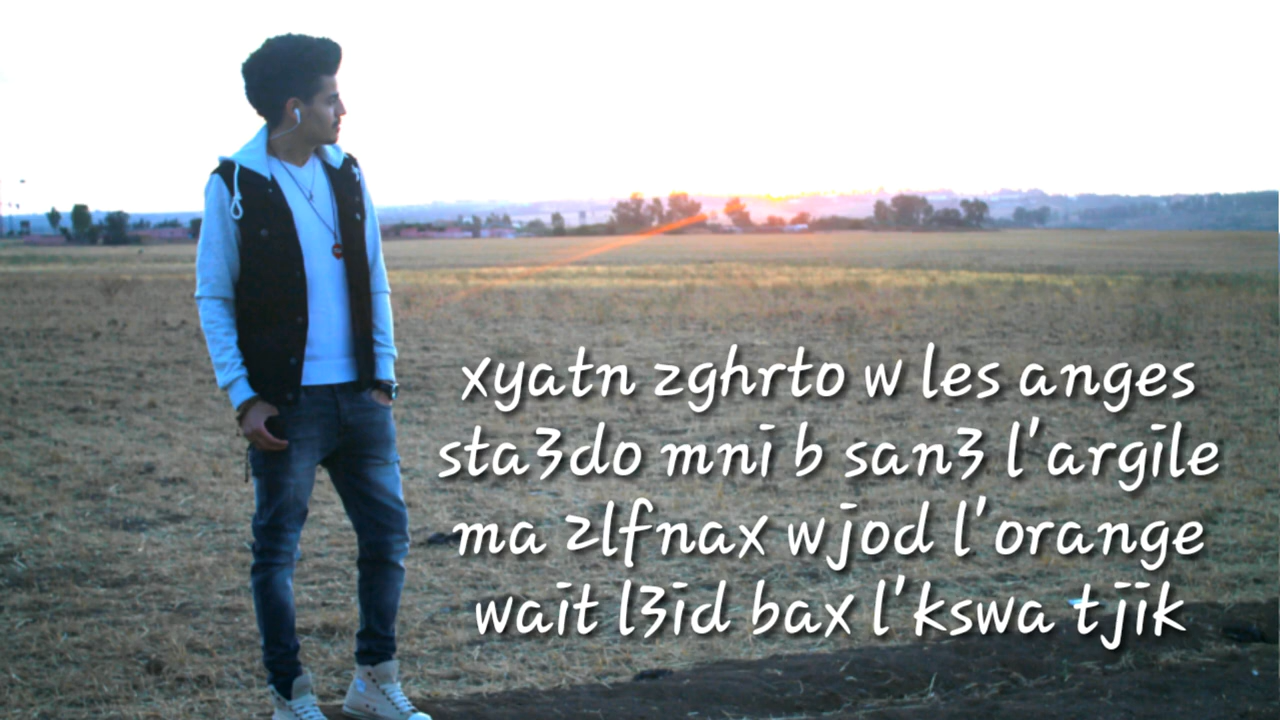 xyatn zghrto w les anges
sta3do mni b san3 l'argile
ma zlfnax wjod l'orange
wait l3id bax l'kswa tjik